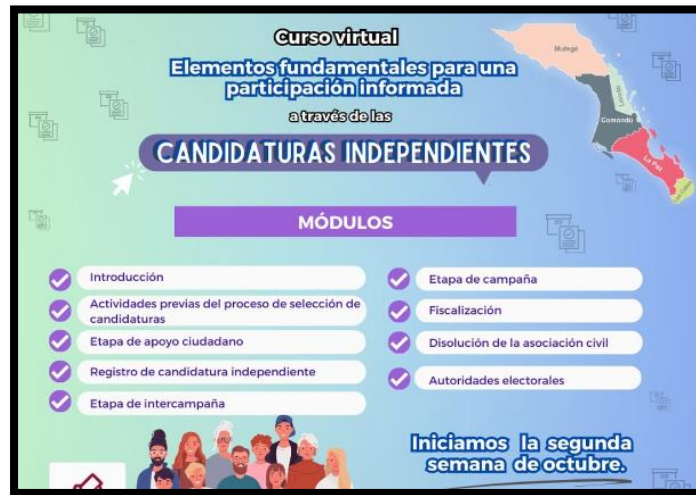 Curso virtual
Elementos fundamentales para una
participación informada
a través de las
CANDIDATURAS INDEPENDIENTES
Mulegé
Loreto
Comondú
La Paz
Los Cabos
MÓDULOS
Introducción
Actividades previas del proceso de selección de
candidaturas
Etapa de apoyo ciudadano
Registro de candidatura independiente
Etapa de intercampaña
Etapa de campaña
Fiscalización
Disolución de la asociación civil
Autoridades electorales
Iniciamos la segunda
semana de octubre.